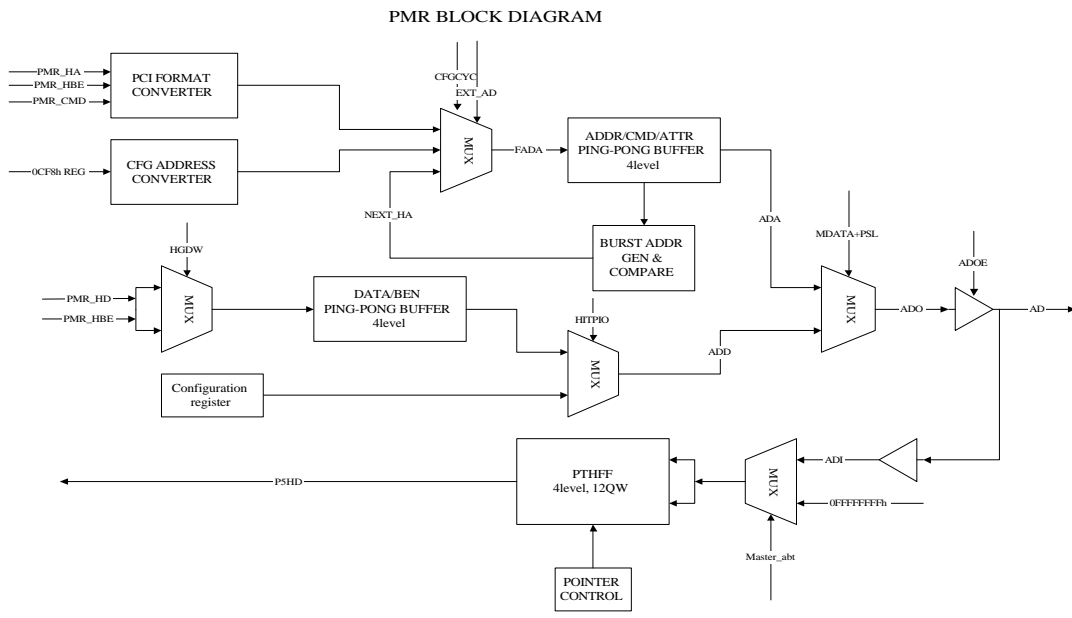 PMR BLOCK DIAGRAM
PMR_HA
PMR_HBE
PMR_CMD
PCI FORMAT
CONVERTER
CFGCYC
EXT_AD
MUX
FADA
ADDR/CMD/ATTR
PING-PONG BUFFER
4level
0CF8h REG
CFG ADDRESS
CONVERTER
NEXT_HA
BURST ADDR
GEN &
COMPARE
ADA
MDATA+PSL
HGDW
PMR_HD
PMR_HBE
MUX
DATA/BEN
PING-PONG BUFFER
4level
HITPIO
MUX
ADD
MUX
ADO
ADOE
AD
Configuration
register
P5HD
PTHFF
4level, 12QW
MUX
ADI
0FFFFFFFh
Master_abt
POINTER
CONTROL